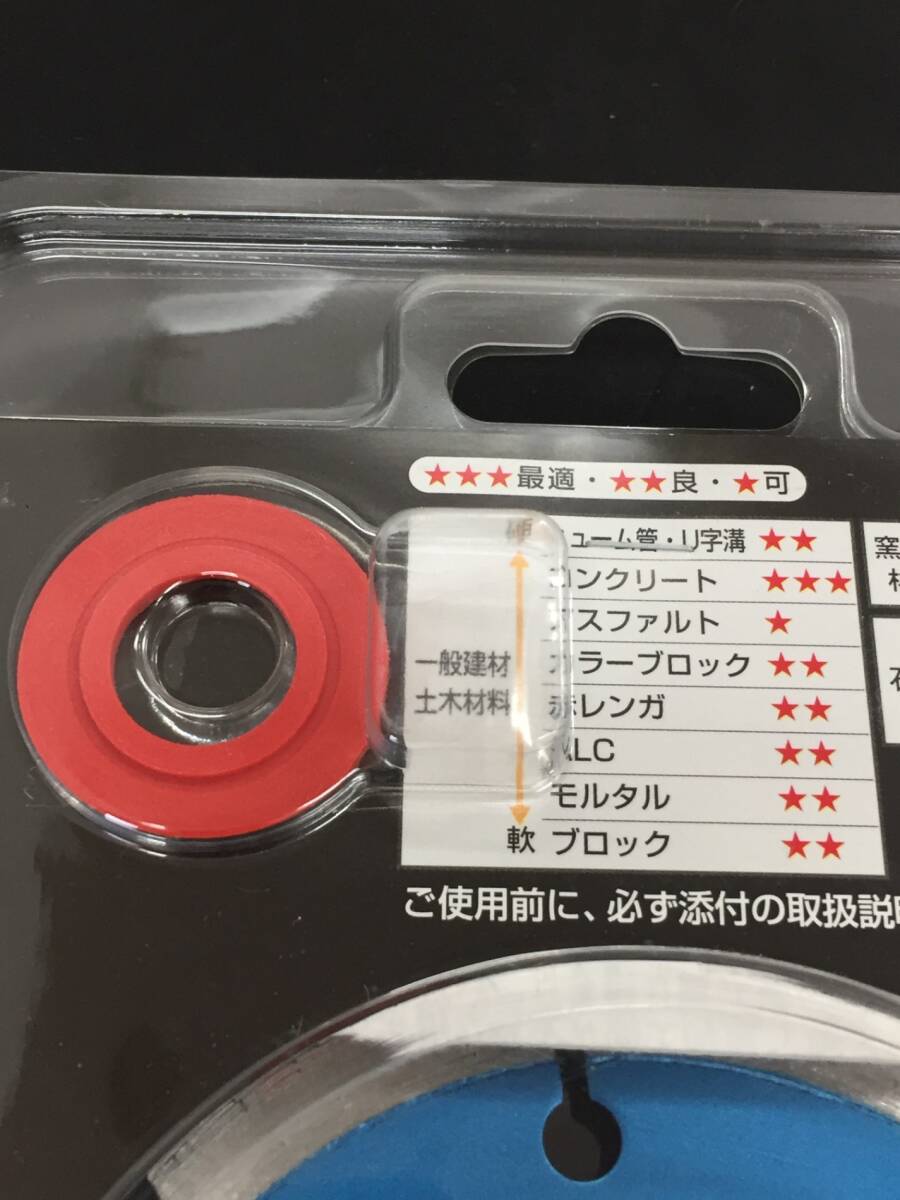 ★★★最適・★★良・★可
硬
ヒューム管・U字溝 ★★
コンクリート ★★★
アスファルト ★
一般建材
土木材料
カラーブロック ★★
赤レンガ ★★
ALC ★★
モルタル ★★
軟 ブロック ★★
窯
ご使用前に、必ず添付の取扱説